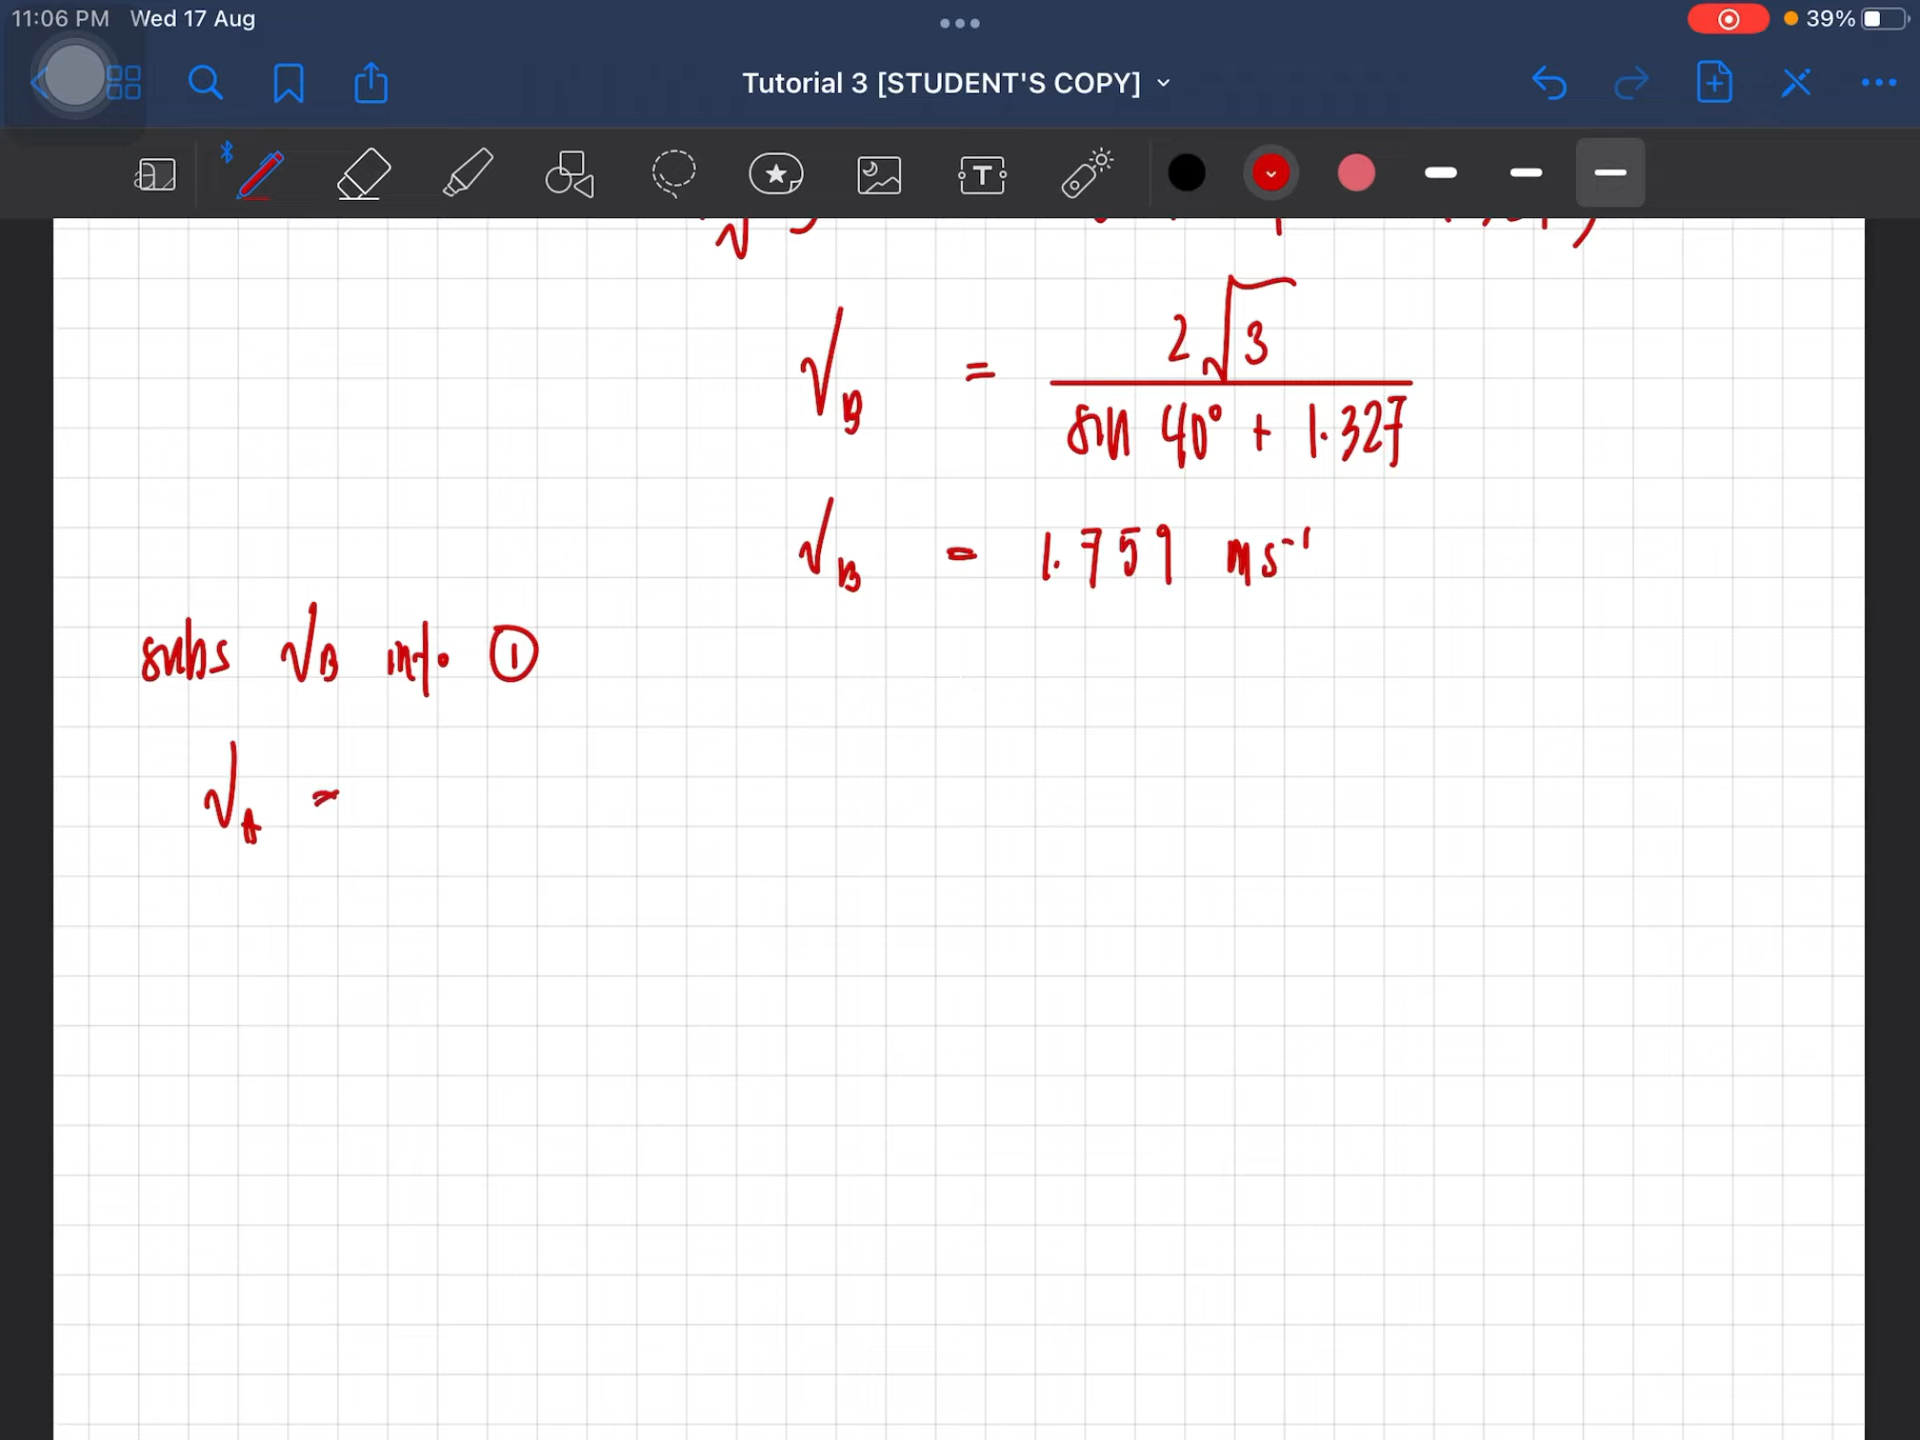 11:06 PM Wed 17 Aug
39%
Tutorial 3 [STUDENT'S COPY]
V_B = 2√3 / (sin 40° + 1.327)
V_B = 1.759 ms⁻¹
subs V_B into ①
V_A =